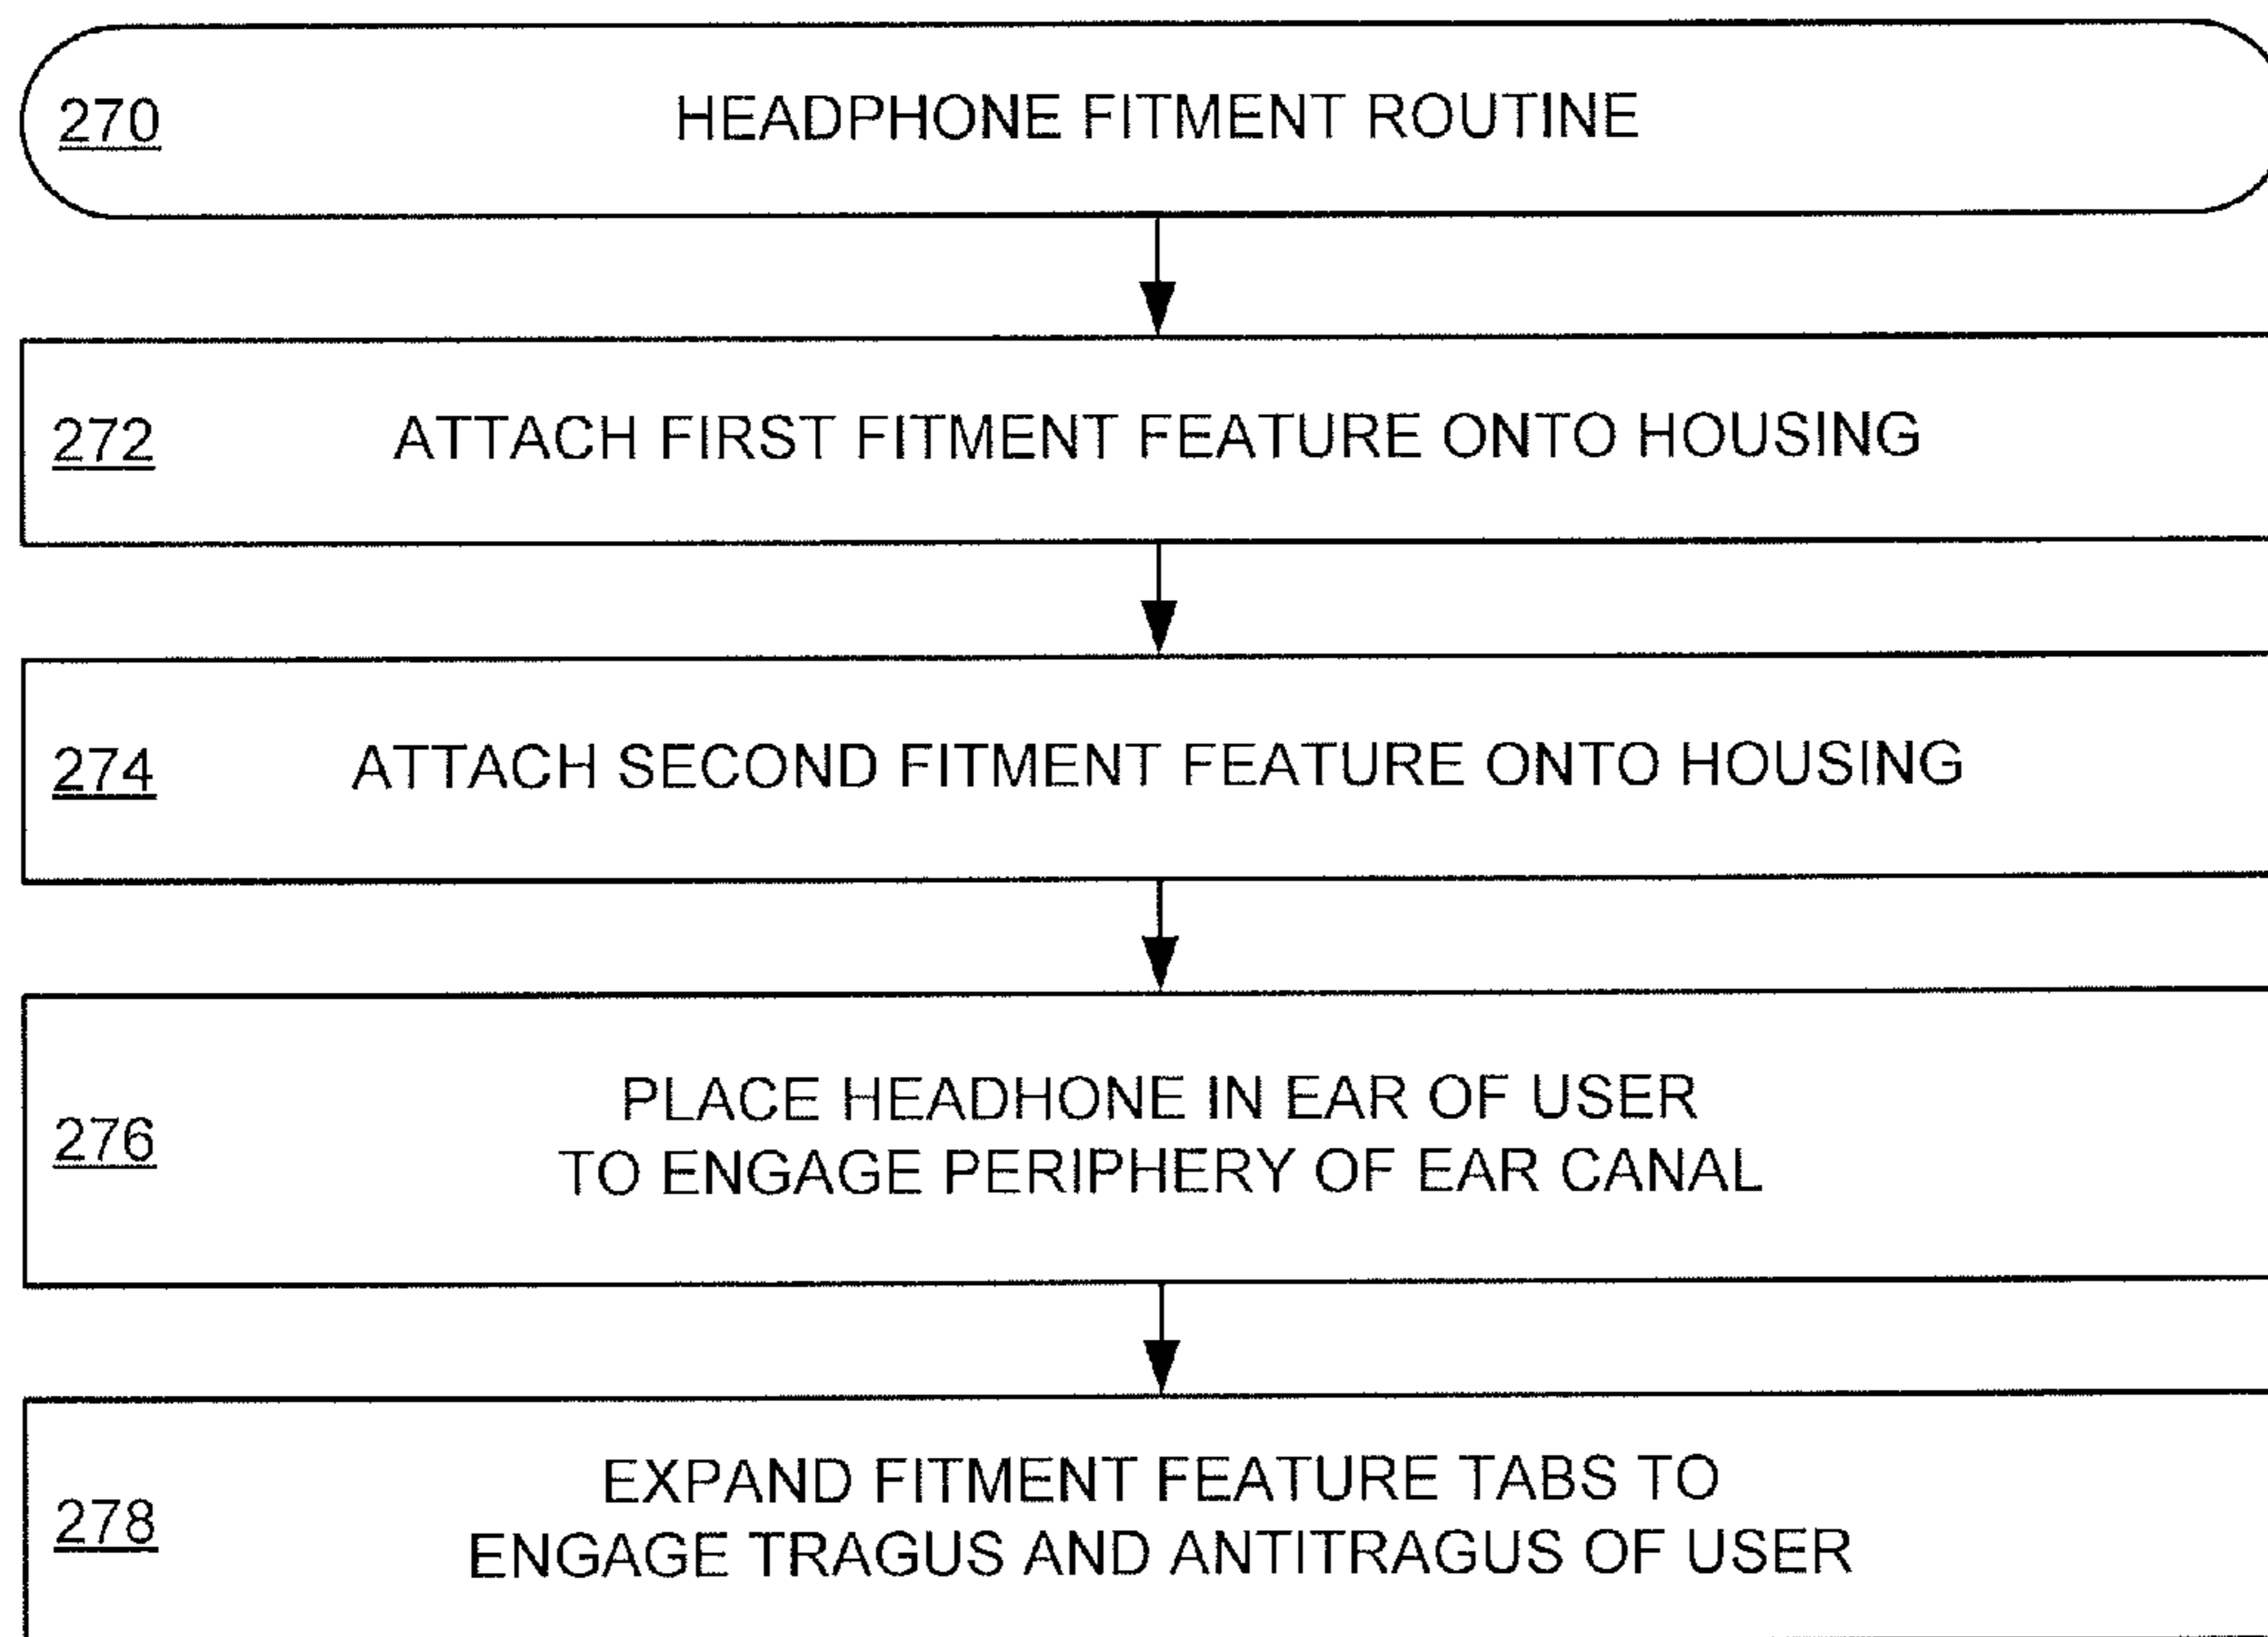 270 HEADPHONE FITMENT ROUTINE
272 ATTACH FIRST FITMENT FEATURE ONTO HOUSING
274 ATTACH SECOND FITMENT FEATURE ONTO HOUSING
276 PLACE HEADHONE IN EAR OF USER
TO ENGAGE PERIPHERY OF EAR CANAL
278 EXPAND FITMENT FEATURE TABS TO
ENGAGE TRAGUS AND ANTITRAGUS OF USER